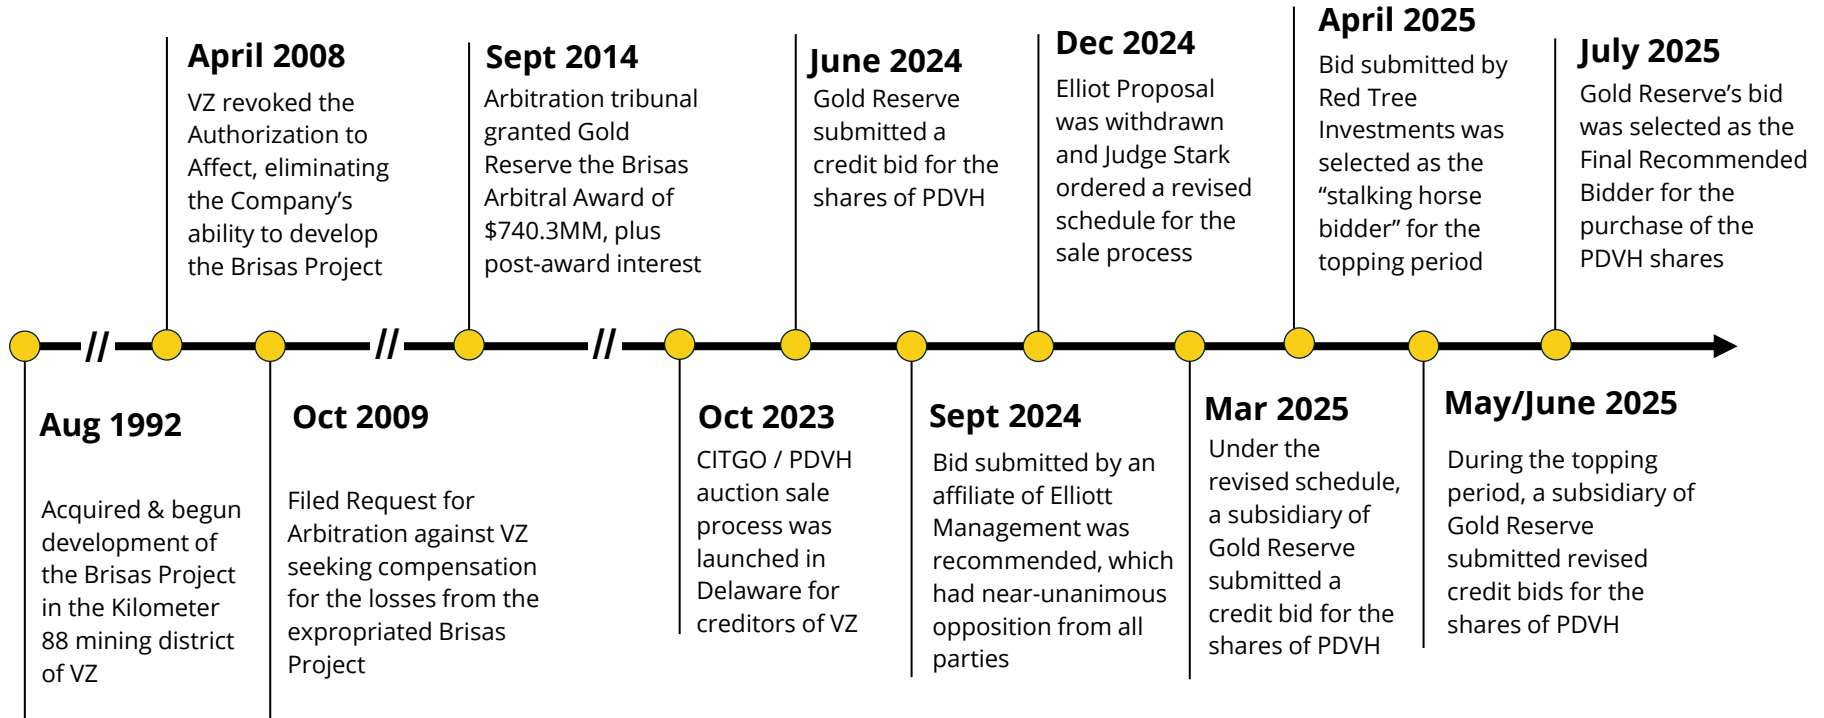 April 2008
VZ revoked the
Authorization to
Affect, eliminating
the Company’s
ability to develop
the Brisas Project
Sept 2014
Arbitration tribunal
granted Gold
Reserve the Brisas
Arbitral Award of
$740.3MM, plus
post-award interest
June 2024
Gold Reserve
submitted a
credit bid for the
shares of PDVH
Dec 2024
Elliot Proposal
was withdrawn
and Judge Stark
ordered a revised
schedule for the
sale process
April 2025
Bid submitted by
Red Tree
Investments was
selected as the
“stalking horse
bidder” for the
topping period
July 2025
Gold Reserve’s bid
was selected as the
Final Recommended
Bidder for the
purchase of the
PDVH shares
//
//
//
Aug 1992
Acquired & begun
development of
the Brisas Project
in the Kilometer
88 mining district
of VZ
Oct 2009
Filed Request for
Arbitration against VZ
seeking compensation
for the losses from the
expropriated Brisas
Project
Oct 2023
CITGO / PDVH
auction sale
process was
launched in
Delaware for
creditors of VZ
Sept 2024
Bid submitted by an
affiliate of Elliott
Management was
recommended, which
had near-unanimous
opposition from all
parties
Mar 2025
Under the
revised schedule,
a subsidiary of
Gold Reserve
submitted a
credit bid for the
shares of PDVH
May/June 2025
During the topping
period, a subsidiary of
Gold Reserve
submitted revised
credit bids for the
shares of PDVH